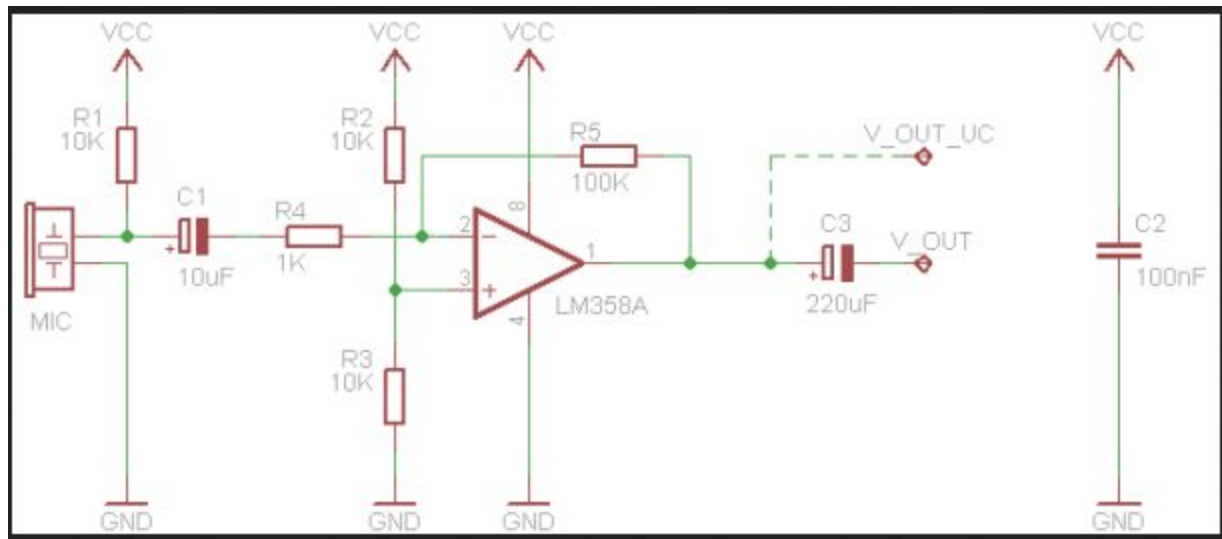 VCC
VCC
VCC
VCC
R1
10K
R2
10K
R5
100K
V_OUT_UC
C1
+
10uF
R4
1K
2
−
8
3
+
1
4
LM358A
C3
+
220uF
V_OUT
C2
100nF
MIC
R3
10K
GND
GND
GND
GND